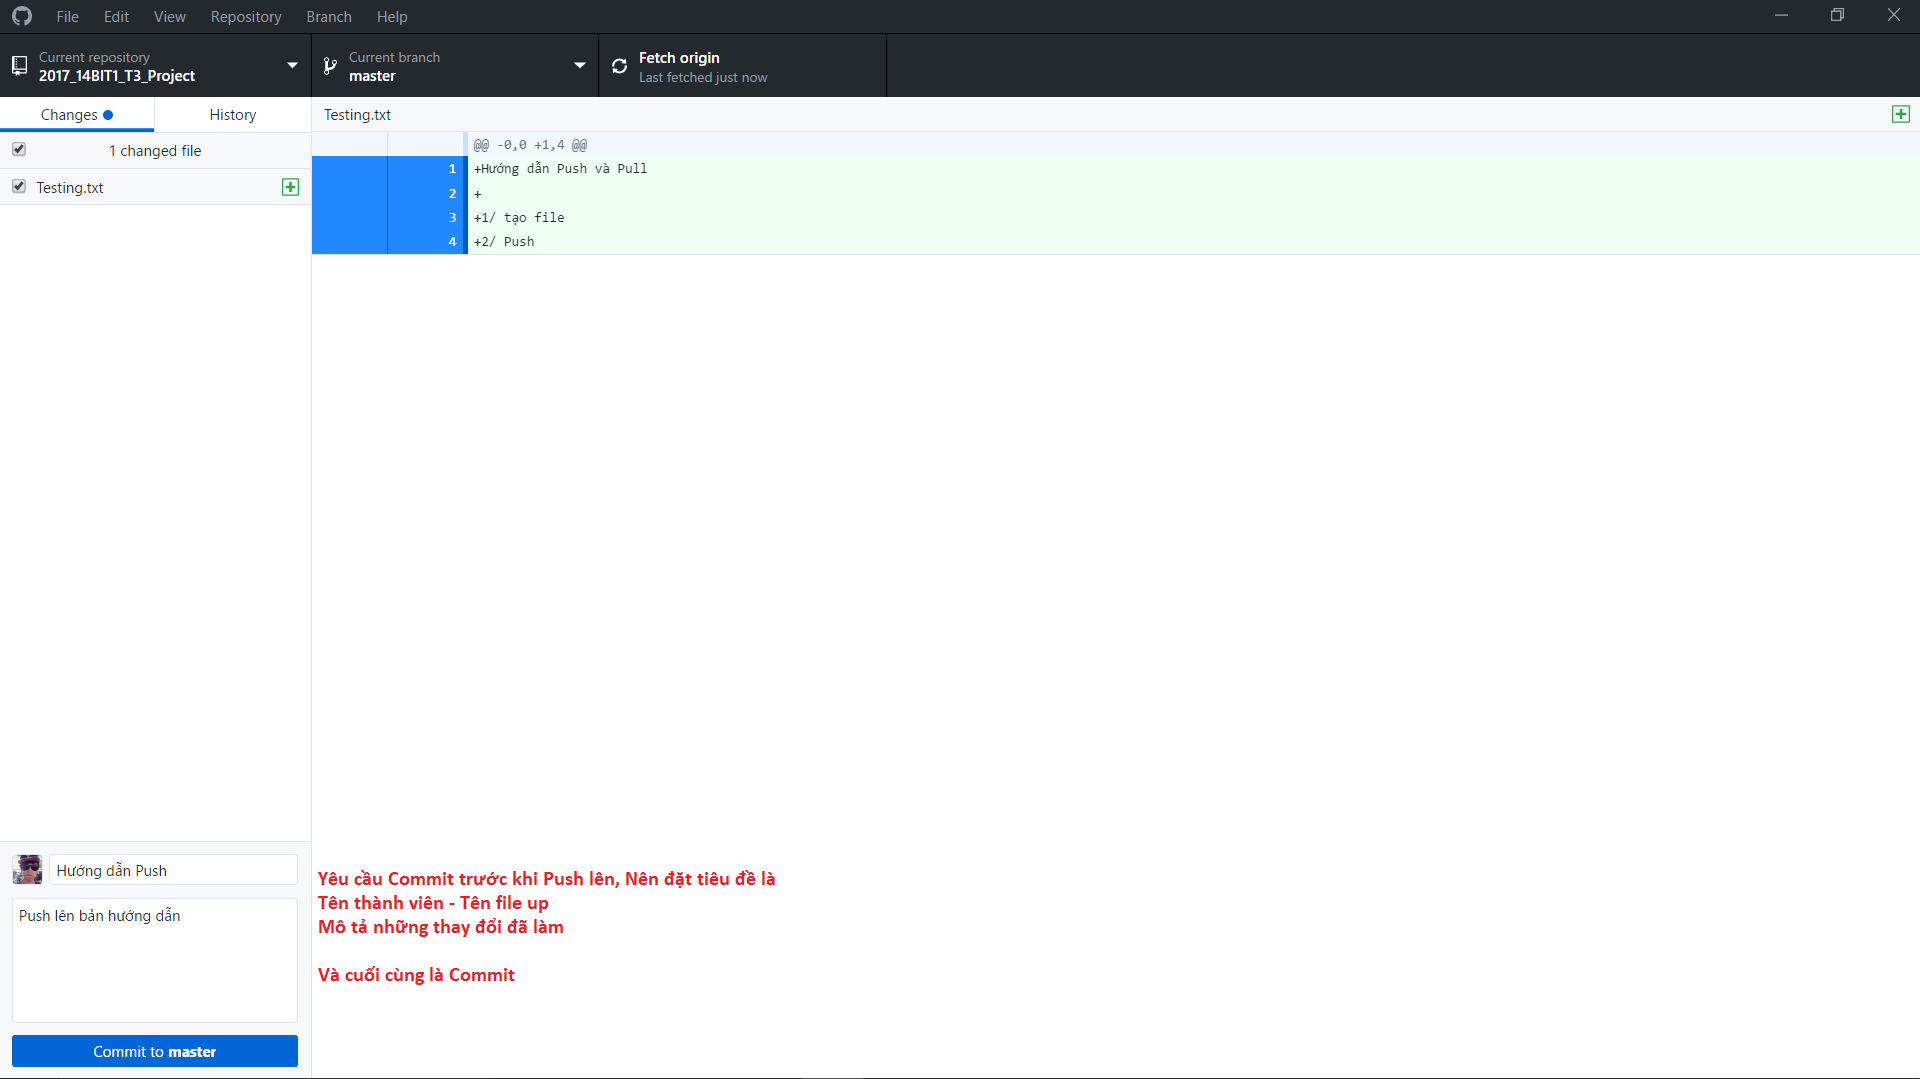 File Edit View Repository Branch Help
Current repository
2017_14BIT1_T3_Project
Current branch
master
Fetch origin
Last fetched just now
Changes History
1 changed file
Testing.txt
Testing.txt
@@ -0,0 +1,4 @@
1 +Hướng dẫn Push và Pull
2 +
3 +1/ tạo file
4 +2/ Push
Hướng dẫn Push
Push lên bản hướng dẫn
Commit to master
Yêu cầu Commit trước khi Push lên, Nên đặt tiêu đề là
Tên thành viên - Tên file up
Mô tả những thay đổi đã làm
Và cuối cùng là Commit